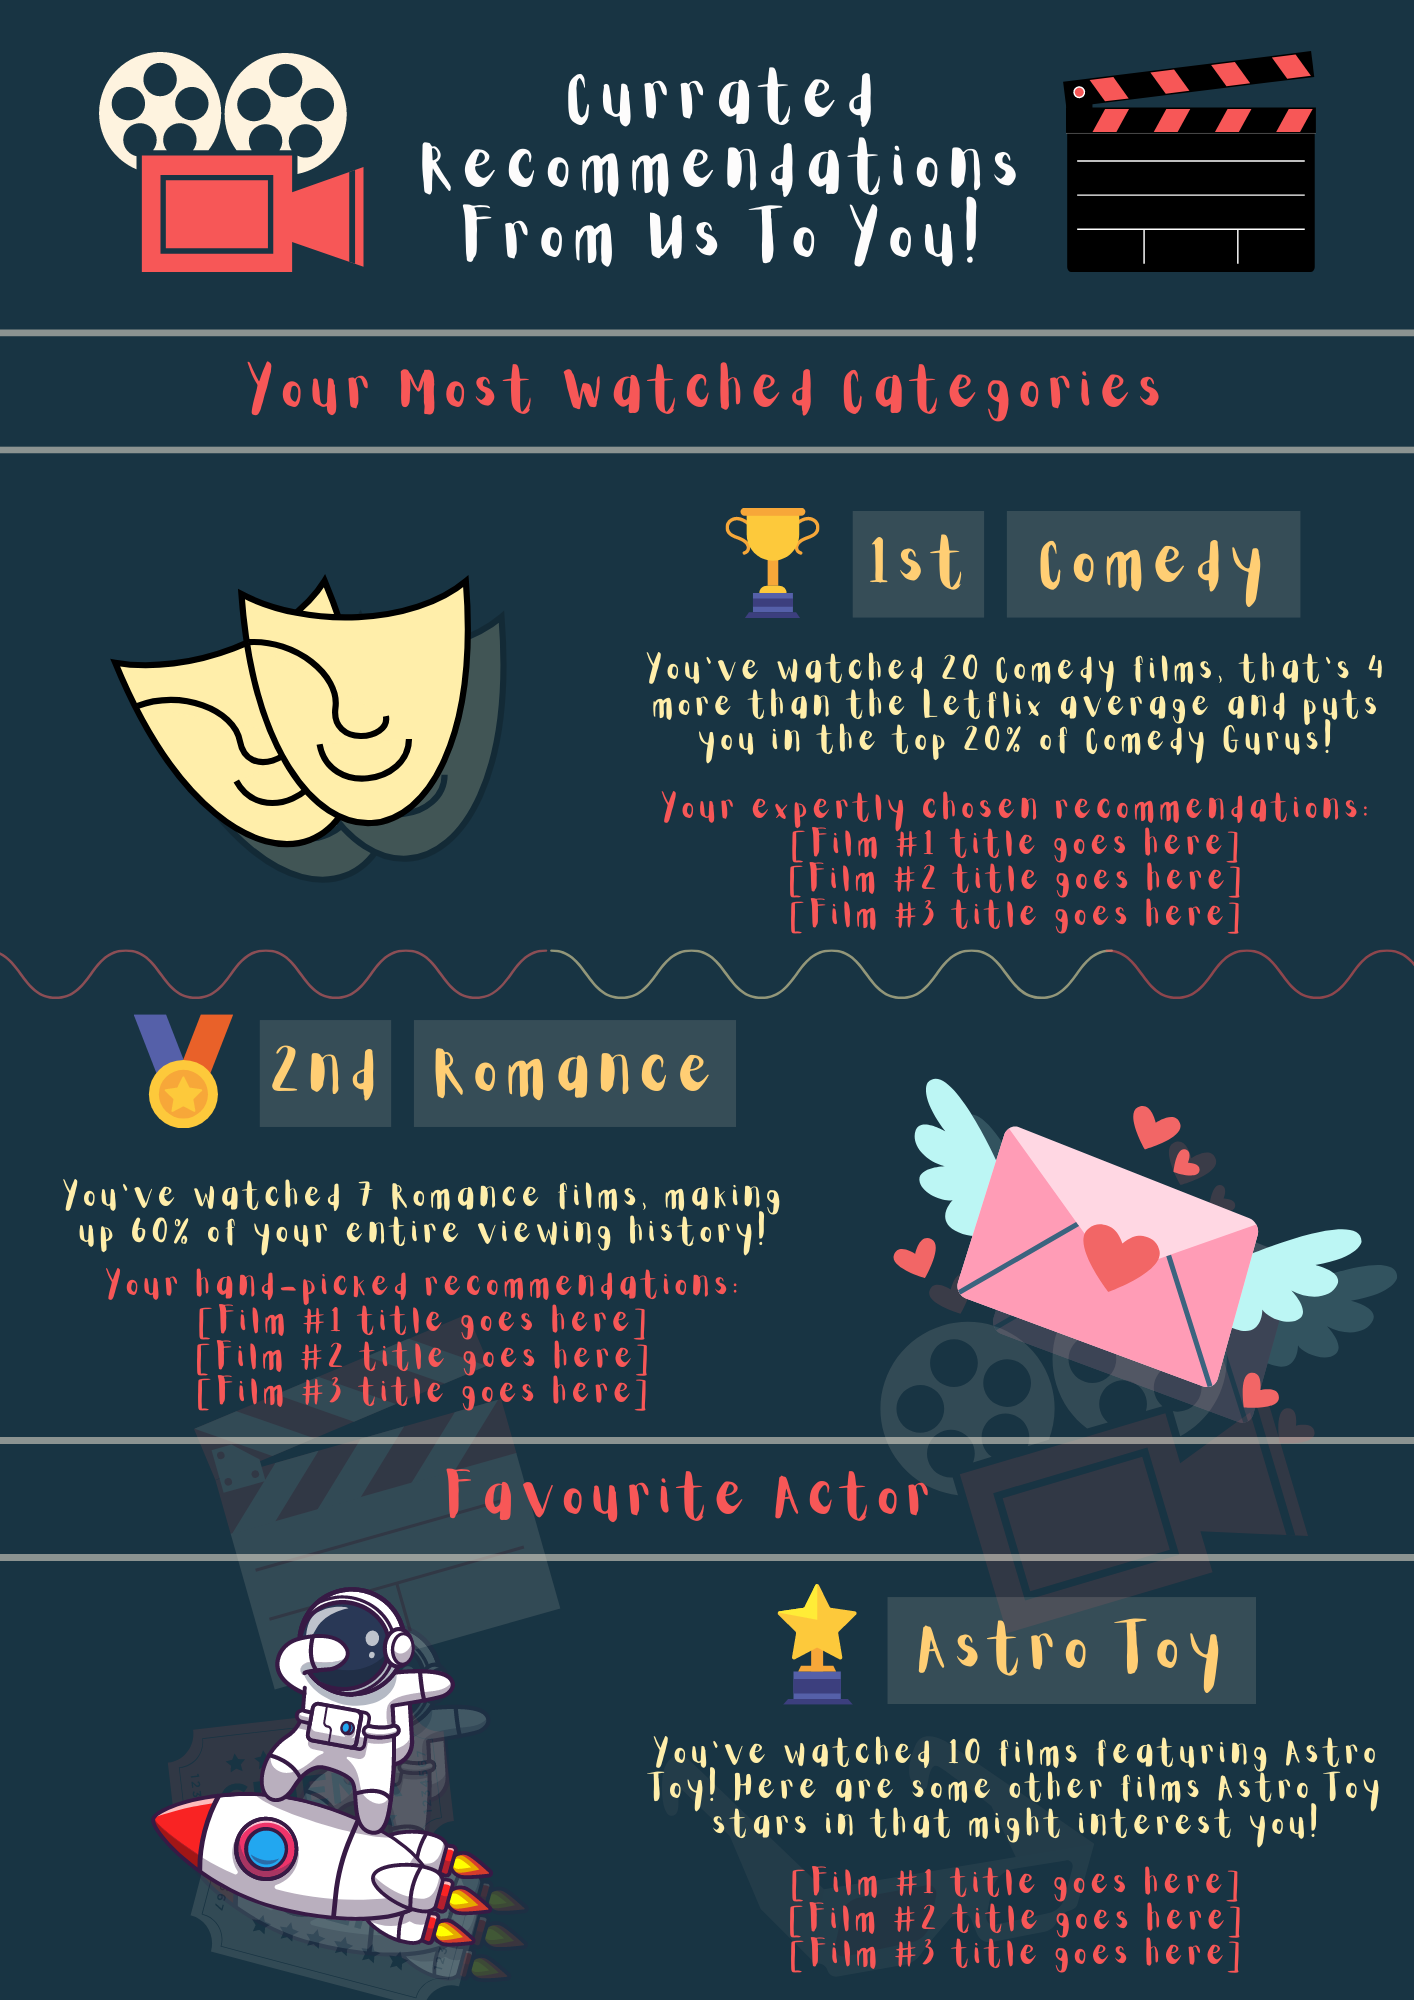 Currated
Recommendations
From Us To You!
Your Most Watched Categories
1st Comedy
You've watched 20 Comedy films, that's 4
more than the Letflix average and puts
you in the top 20% of Comedy Gurus!
Your expertly chosen recommendations:
[Film #1 title goes here]
[Film #2 title goes here]
[Film #3 title goes here]
2nd Romance
You've watched 7 Romance films, making
up 60% of your entire viewing history!
Your hand-picked recommendations:
[Film #1 title goes here]
[Film #2 title goes here]
[Film #3 title goes here]
Favourite Actor
Astro Toy
You've watched 10 films featuring Astro
Toy! Here are some other films Astro Toy
stars in that might interest you!
[Film #1 title goes here]
[Film #2 title goes here]
[Film #3 title goes here]